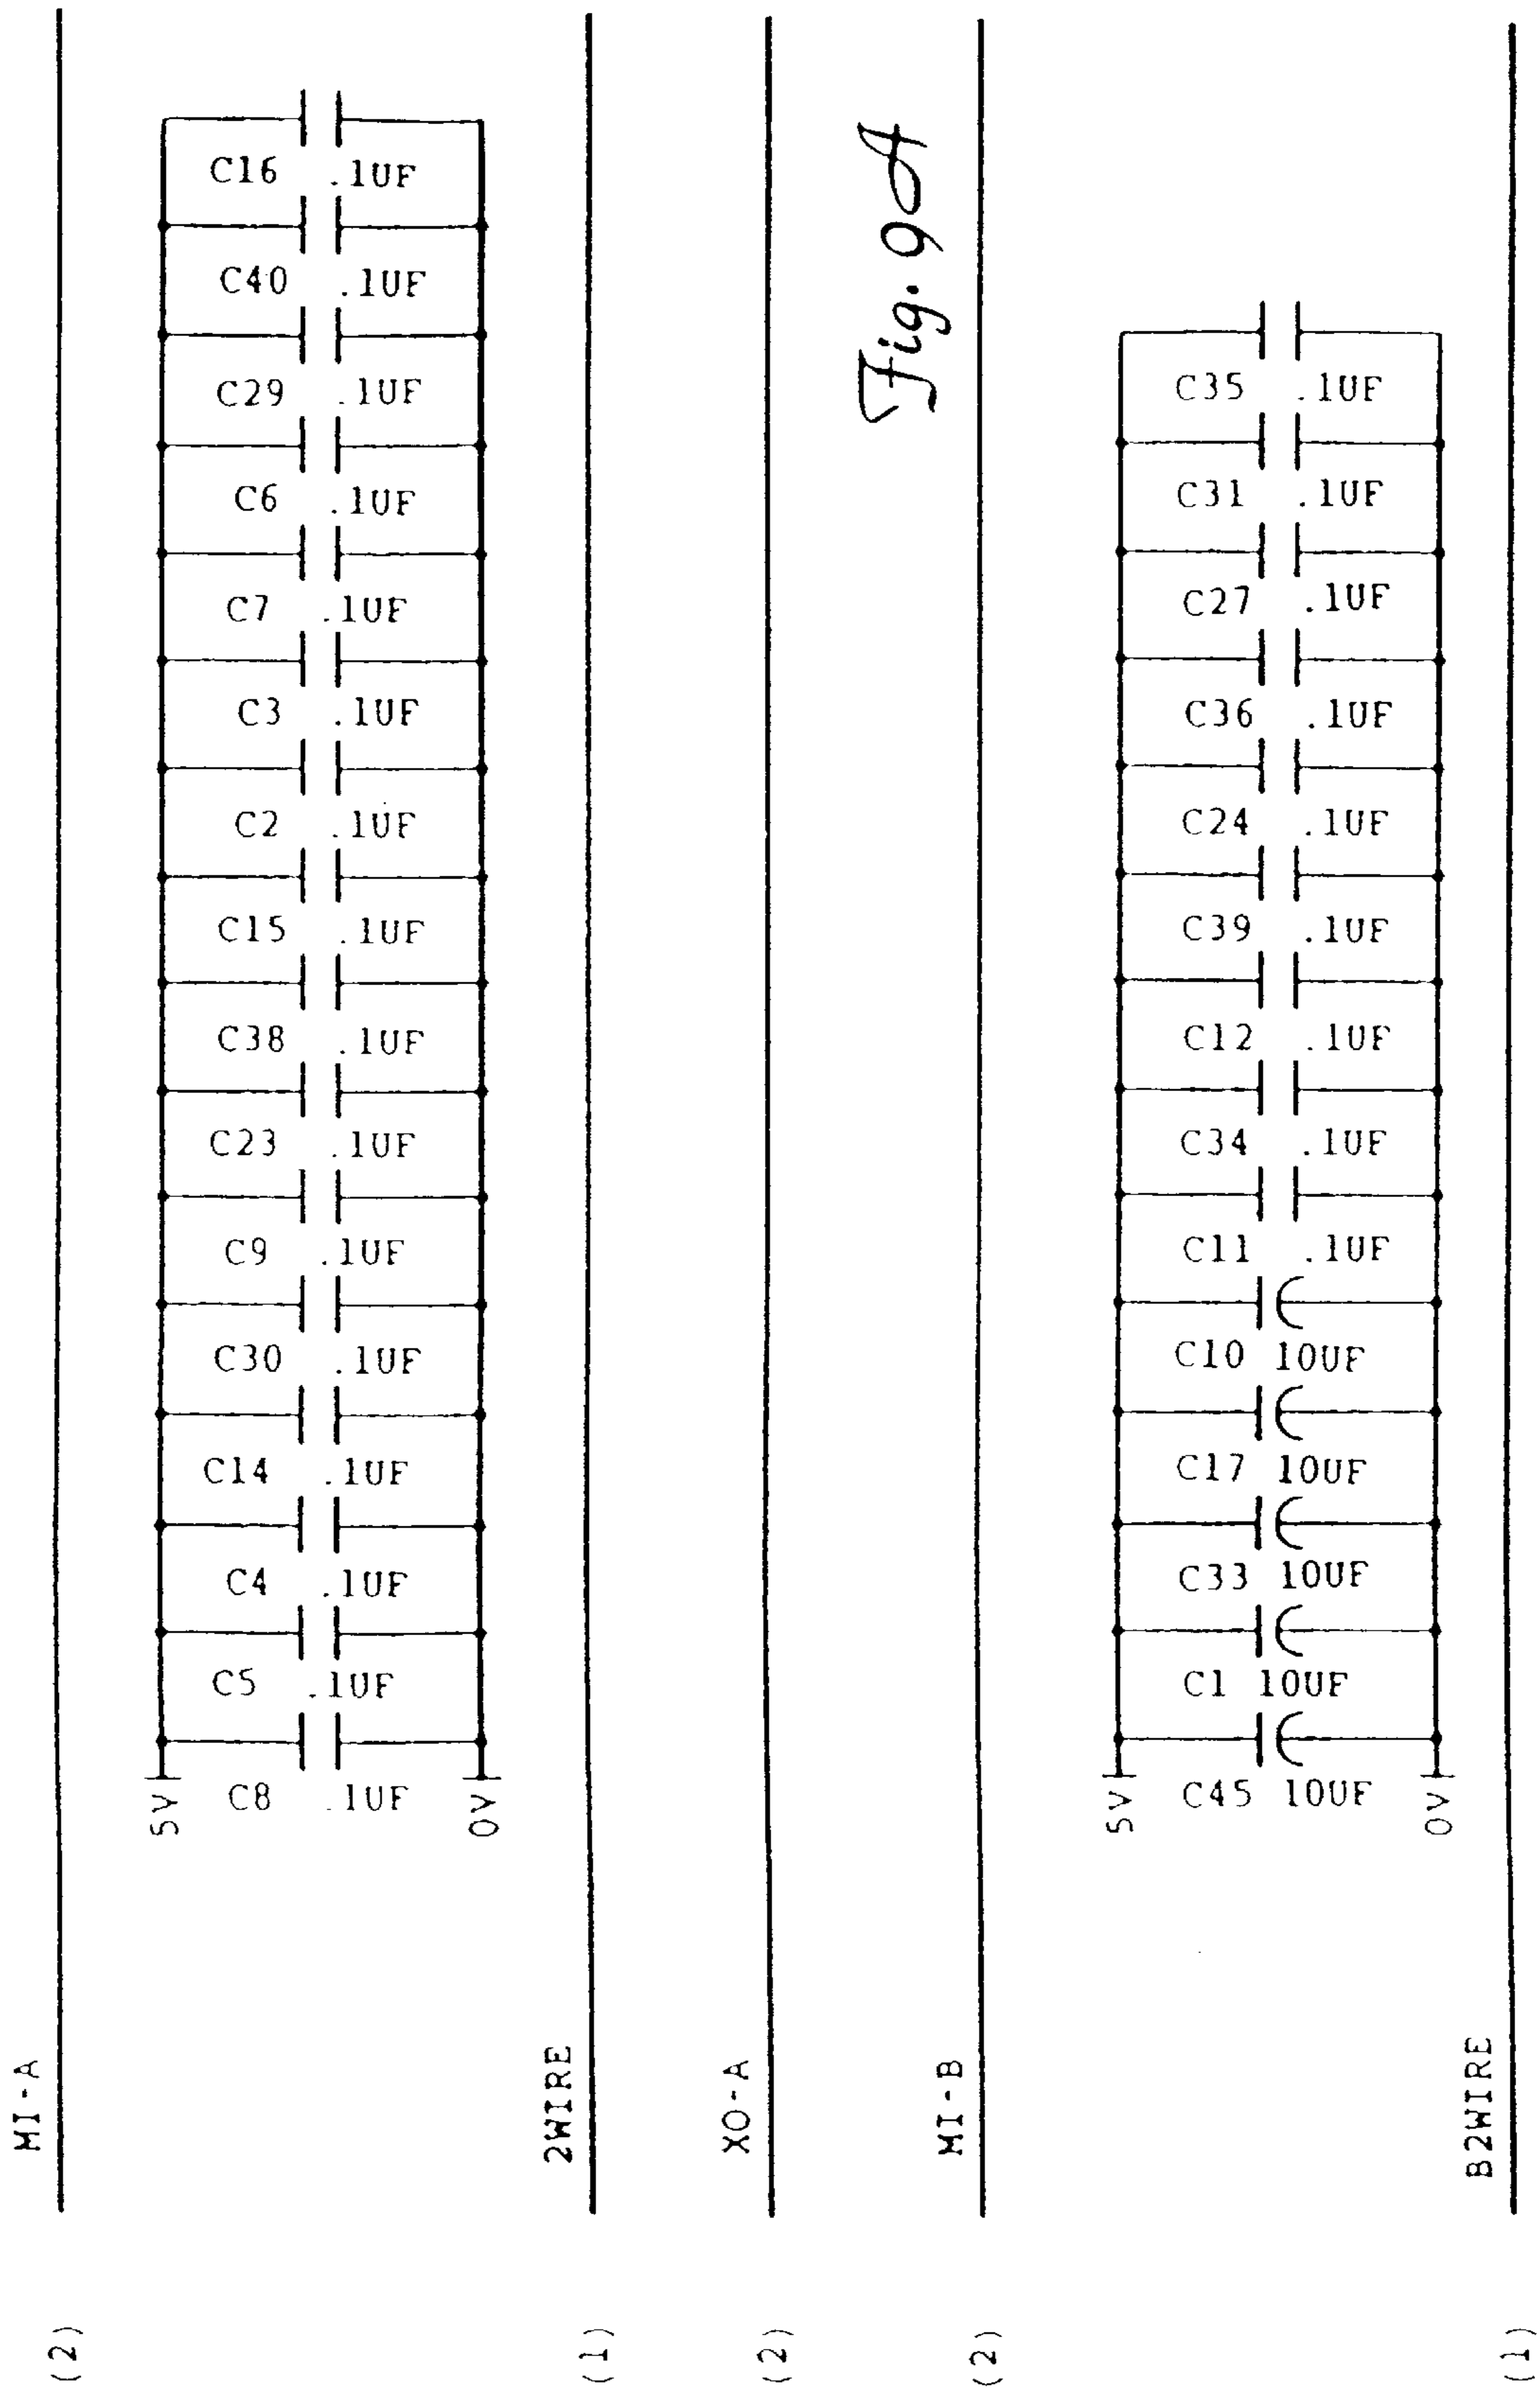 MI-A
(2)
C16 .1UF
C40 .1UF
C29 .1UF
C6 .1UF
C7 .1UF
C3 .1UF
C2 .1UF
C15 .1UF
C38 .1UF
C23 .1UF
C9 .1UF
C30 .1UF
C14 .1UF
C4 .1UF
C5 .1UF
C8 .1UF
5V
0V
2WIRE
(1)
XO-A
(2)
Fig. 9A
MI-B
(2)
C35 .1UF
C31 .1UF
C27 .1UF
C36 .1UF
C24 .1UF
C39 .1UF
C12 .1UF
C34 .1UF
C11 .1UF
C10 10UF
C17 10UF
C33 10UF
C1 10UF
C45 10UF
5V
0V
B2WIRE
(1)